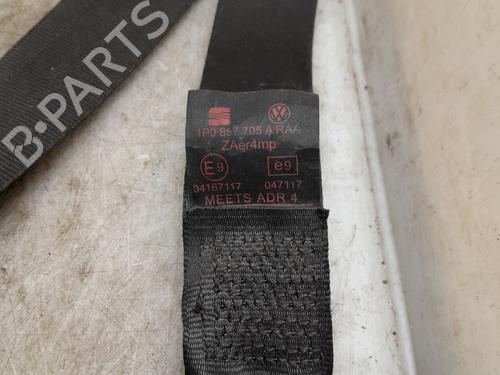 1P0 857 705 A RAA
ZAer4mp
E9 e9
04167117 047117
MEETS ADR 4
B-PARTS